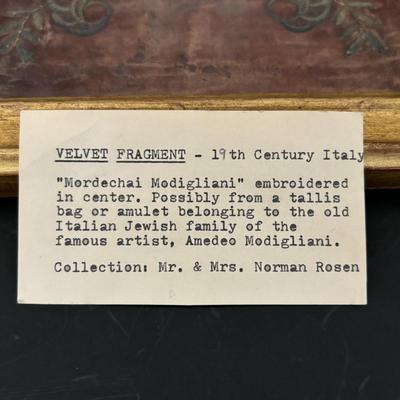 VELVET FRAGMENT - 19th Century Italy
"Mordechai Modigliani" embroidered
in center. Possibly from a tallis
bag or amulet belonging to the old
Italian Jewish family of the
famous artist, Amedeo Modigliani.
Collection: Mr. & Mrs. Norman Rosen